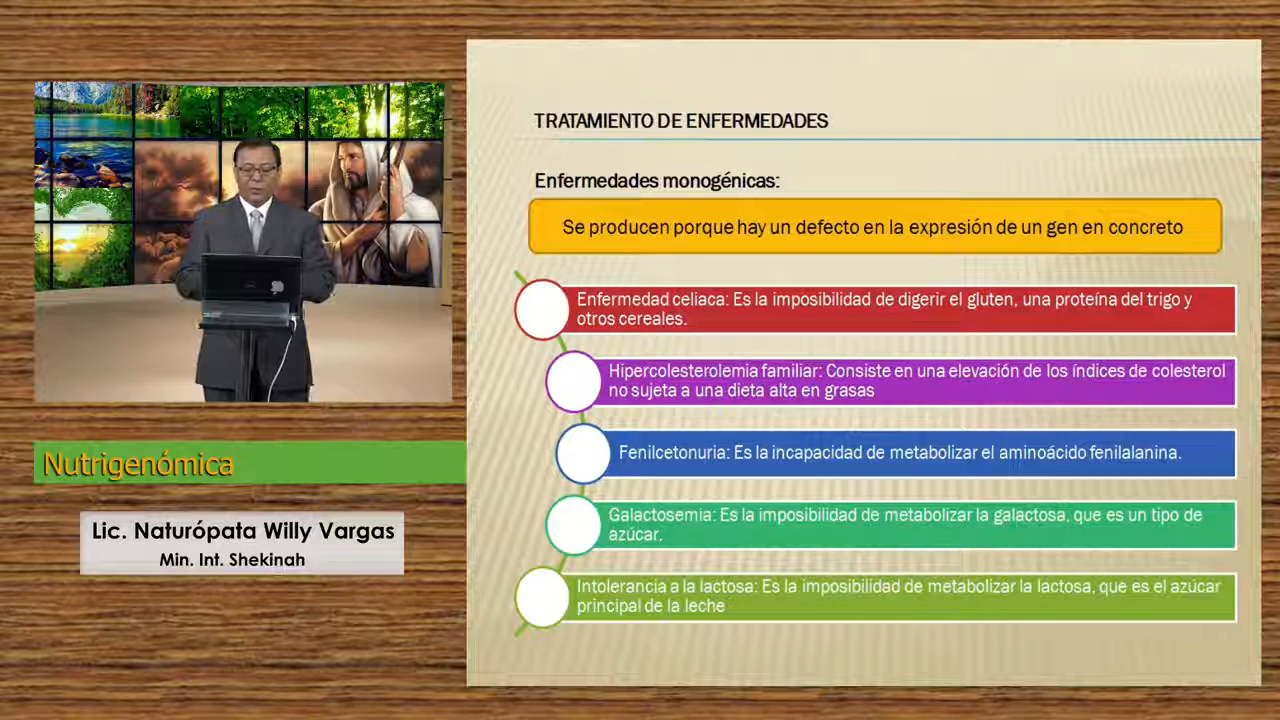 TRATAMIENTO DE ENFERMEDADES
Enfermedades monogénicas:
Se producen porque hay un defecto en la expresión de un gen en concreto
Enfermedad celiaca: Es la imposibilidad de digerir el gluten, una proteína del trigo y
otros cereales.
Hipercolesterolemia familiar: Consiste en una elevación de los índices de colesterol
no sujeta a una dieta alta en grasas
Fenilcetonuria: Es la incapacidad de metabolizar el aminoácido fenilalanina.
Galactosemia: Es la imposibilidad de metabolizar la galactosa, que es un tipo de
azúcar.
Intolerancia a la lactosa: Es la imposibilidad de metabolizar la lactosa, que es el azúcar
principal de la leche
Nutrigenómica
Lic. Naturópata Willy Vargas
Min. Int. Shekinah